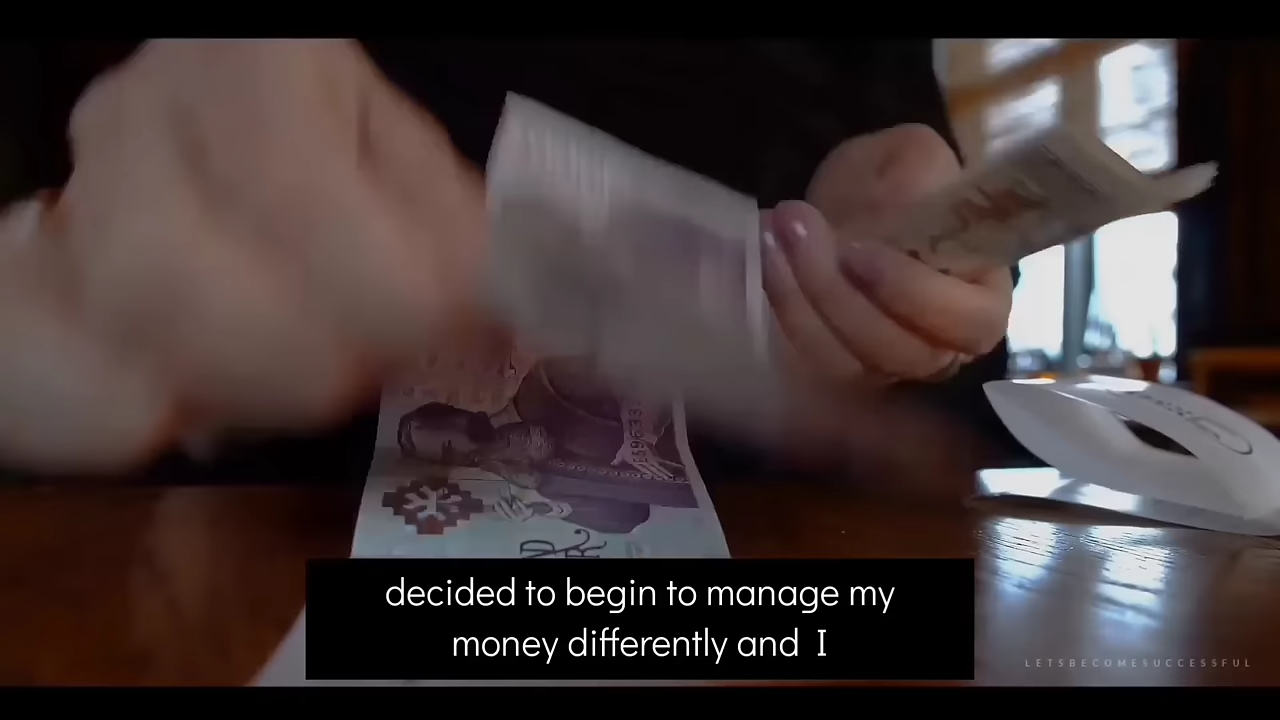 decided to begin to manage my
money differently and I
LETSBECOMESUCCESSFUL